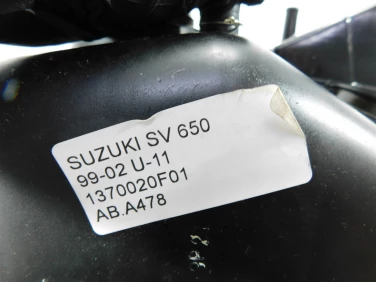 SUZUKI SV 650
99-02 U-11
1370020F01
AB.A478